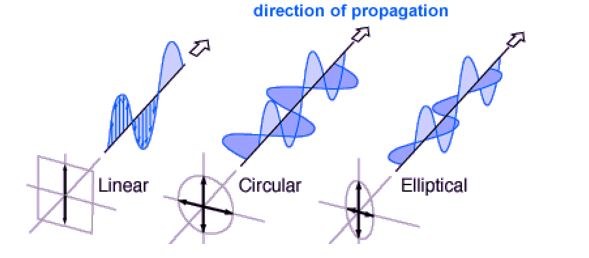 direction of propagation
Linear
Circular
Elliptical